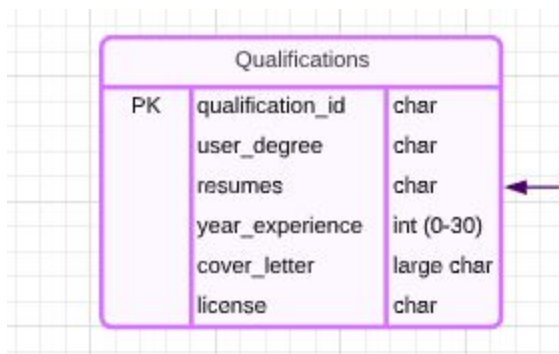 Qualifications
PK qualification_id char
user_degree char
resumes char
year_experience int (0-30)
cover_letter large char
license char